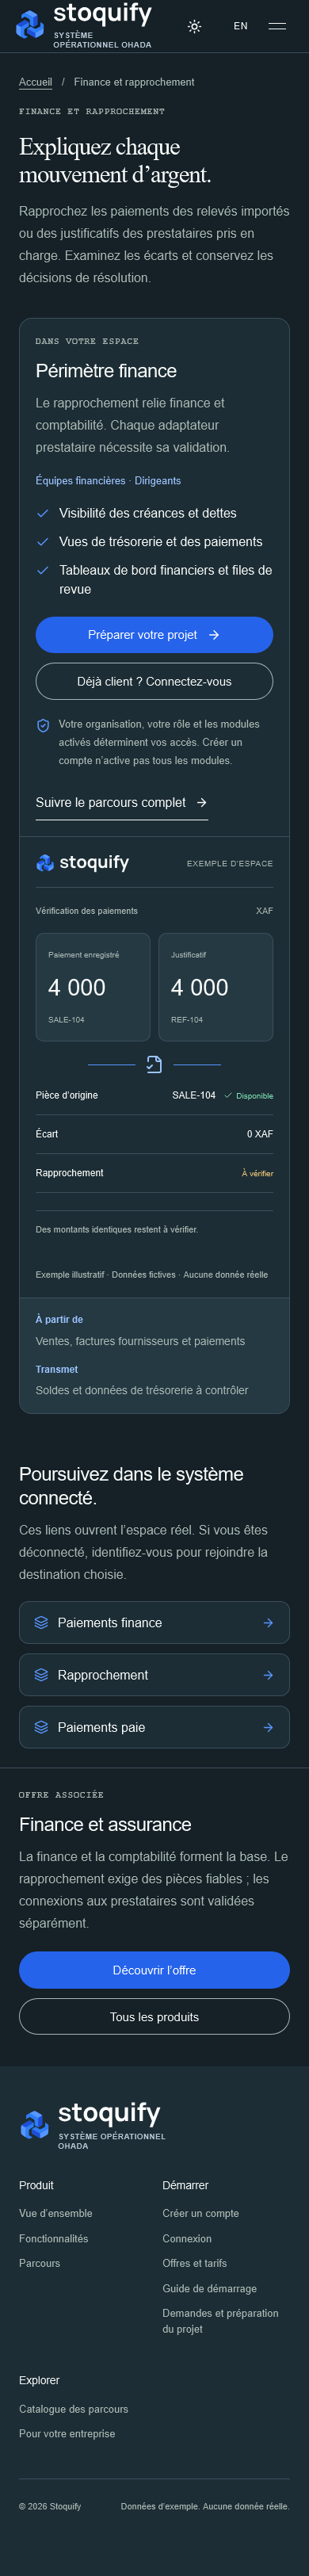 stoquify
SYSTÈME
OPÉRATIONNEL OHADA
EN
Accueil / Finance et rapprochement
FINANCE ET RAPPROCHEMENT
Expliquez chaque
mouvement d’argent.
Rapprochez les paiements des relevés importés
ou des justificatifs des prestataires pris en
charge. Examinez les écarts et conservez les
décisions de résolution.
DANS VOTRE ESPACE
Périmètre finance
Le rapprochement relie finance et
comptabilité. Chaque adaptateur
prestataire nécessite sa validation.
Équipes financières · Dirigeants
Visibilité des créances et dettes
Vues de trésorerie et des paiements
Tableaux de bord financiers et files de
revue
Préparer votre projet
Déjà client ? Connectez-vous
Votre organisation, votre rôle et les modules
activés déterminent vos accès. Créer un
compte n’active pas tous les modules.
Suivre le parcours complet
stoquify
EXEMPLE D’ESPACE
Vérification des paiements
XAF
Paiement enregistré
4 000
SALE-104
Justificatif
4 000
REF-104
Pièce d’origine
SALE-104
Disponible
Écart
0 XAF
Rapprochement
À vérifier
Des montants identiques restent à vérifier.
Exemple illustratif · Données fictives · Aucune donnée réelle
À partir de
Ventes, factures fournisseurs et paiements
Transmet
Soldes et données de trésorerie à contrôler
Poursuivez dans le système
connecté.
Ces liens ouvrent l’espace réel. Si vous êtes
déconnecté, identifiez-vous pour rejoindre la
destination choisie.
Paiements finance
Rapprochement
Paiements paie
OFFRE ASSOCIÉE
Finance et assurance
La finance et la comptabilité forment la base. Le
rapprochement exige des pièces fiables ; les
connexions aux prestataires sont validées
séparément.
Découvrir l’offre
Tous les produits
stoquify
SYSTÈME OPÉRATIONNEL
OHADA
Produit
Vue d’ensemble
Fonctionnalités
Parcours
Démarrer
Créer un compte
Connexion
Offres et tarifs
Guide de démarrage
Demandes et préparation
du projet
Explorer
Catalogue des parcours
Pour votre entreprise
© 2026 Stoquify
Données d’exemple. Aucune donnée réelle.